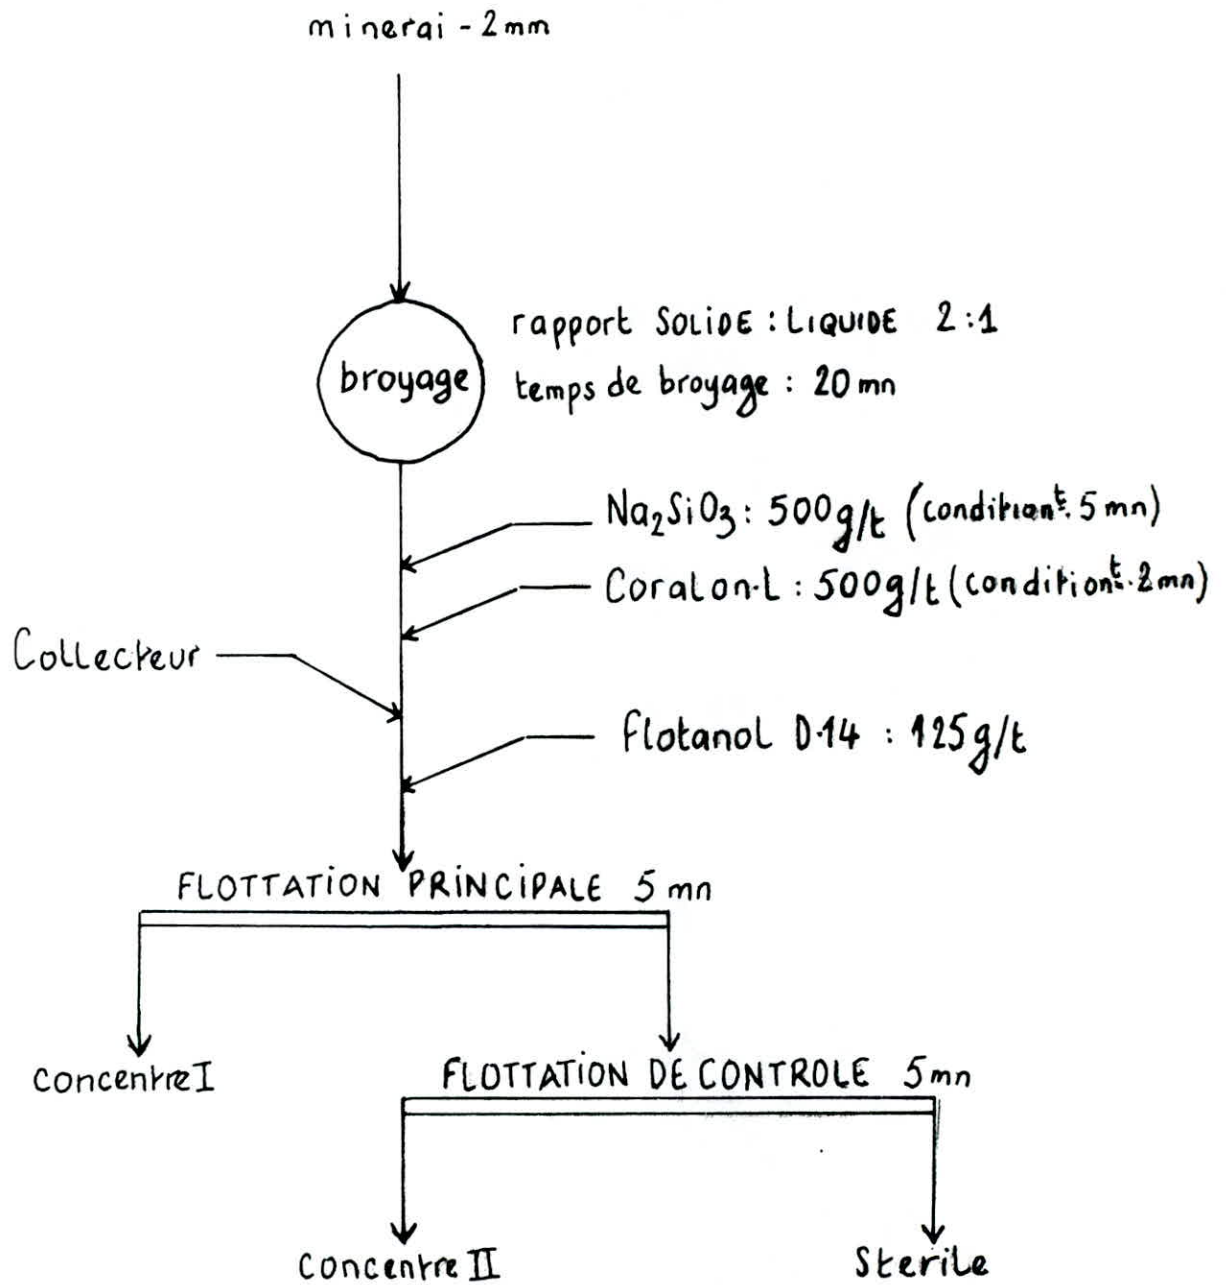 minerai - 2mm
broyage
rapport SOLIDE : LIQUIDE 2:1
temps de broyage : 20 mn
Na₂SiO₃ : 500g/t (conditiont. 5 mn)
Coralon-L : 500g/t (conditiont. 2mn)
Collecteur
flotanol D.14 : 125g/t
FLOTTATION PRINCIPALE 5 mn
Concentre I
FLOTTATION DE CONTROLE 5mn
Concentre II
Sterile